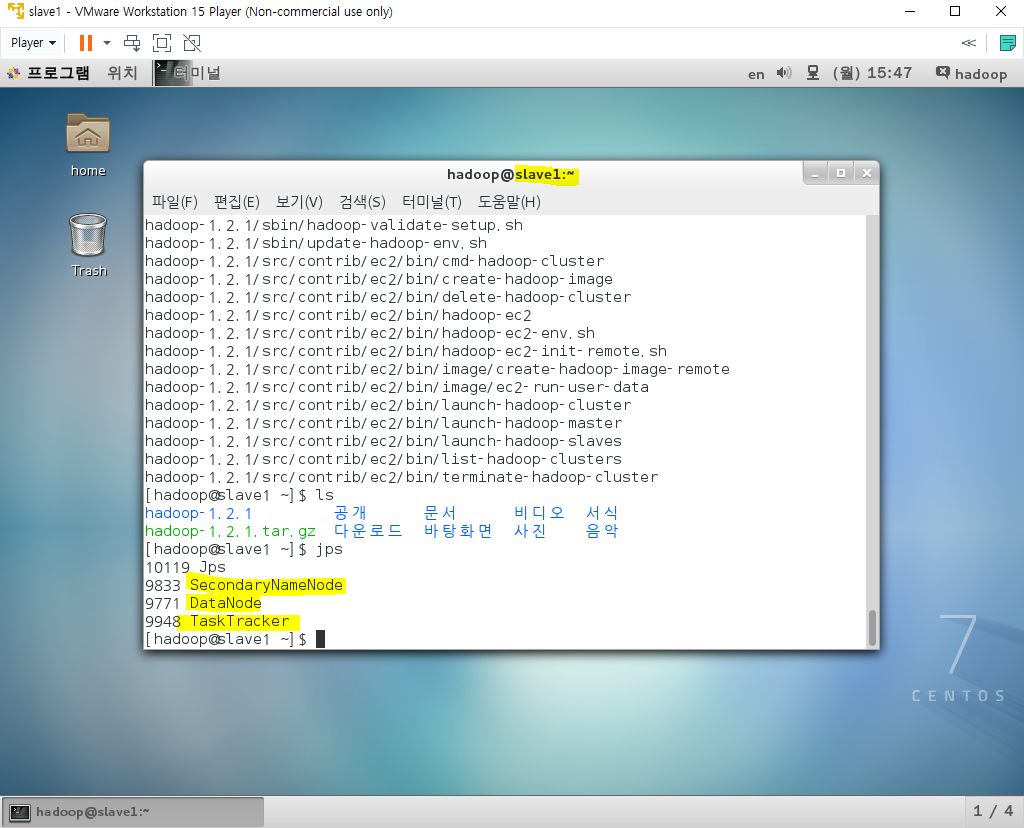 slave1 - VMware Workstation 15 Player (Non-commercial use only)
Player
프로그램 위치 터미널 en (월) 15:47 hadoop
home
Trash
hadoop@slave1:~
파일(F) 편집(E) 보기(V) 검색(S) 터미널(T) 도움말(H)
hadoop-1.2.1/sbin/hadoop-validate-setup.sh
hadoop-1.2.1/sbin/update-hadoop-env.sh
hadoop-1.2.1/src/contrib/ec2/bin/cmd-hadoop-cluster
hadoop-1.2.1/src/contrib/ec2/bin/create-hadoop-image
hadoop-1.2.1/src/contrib/ec2/bin/delete-hadoop-cluster
hadoop-1.2.1/src/contrib/ec2/bin/hadoop-ec2
hadoop-1.2.1/src/contrib/ec2/bin/hadoop-ec2-env.sh
hadoop-1.2.1/src/contrib/ec2/bin/hadoop-ec2-init-remote.sh
hadoop-1.2.1/src/contrib/ec2/bin/image/create-hadoop-image-remote
hadoop-1.2.1/src/contrib/ec2/bin/image/ec2-run-user-data
hadoop-1.2.1/src/contrib/ec2/bin/launch-hadoop-cluster
hadoop-1.2.1/src/contrib/ec2/bin/launch-hadoop-master
hadoop-1.2.1/src/contrib/ec2/bin/launch-hadoop-slaves
hadoop-1.2.1/src/contrib/ec2/bin/list-hadoop-clusters
hadoop-1.2.1/src/contrib/ec2/bin/terminate-hadoop-cluster
[hadoop@slave1 ~]$ ls
hadoop-1.2.1 공개 문서 비디오 서식
hadoop-1.2.1.tar.gz 다운로드 바탕화면 사진 음악
[hadoop@slave1 ~]$ jps
10119 Jps
9833 SecondaryNameNode
9771 DataNode
9948 TaskTracker
[hadoop@slave1 ~]$
7
CENTOS
hadoop@slave1:~
1 / 4